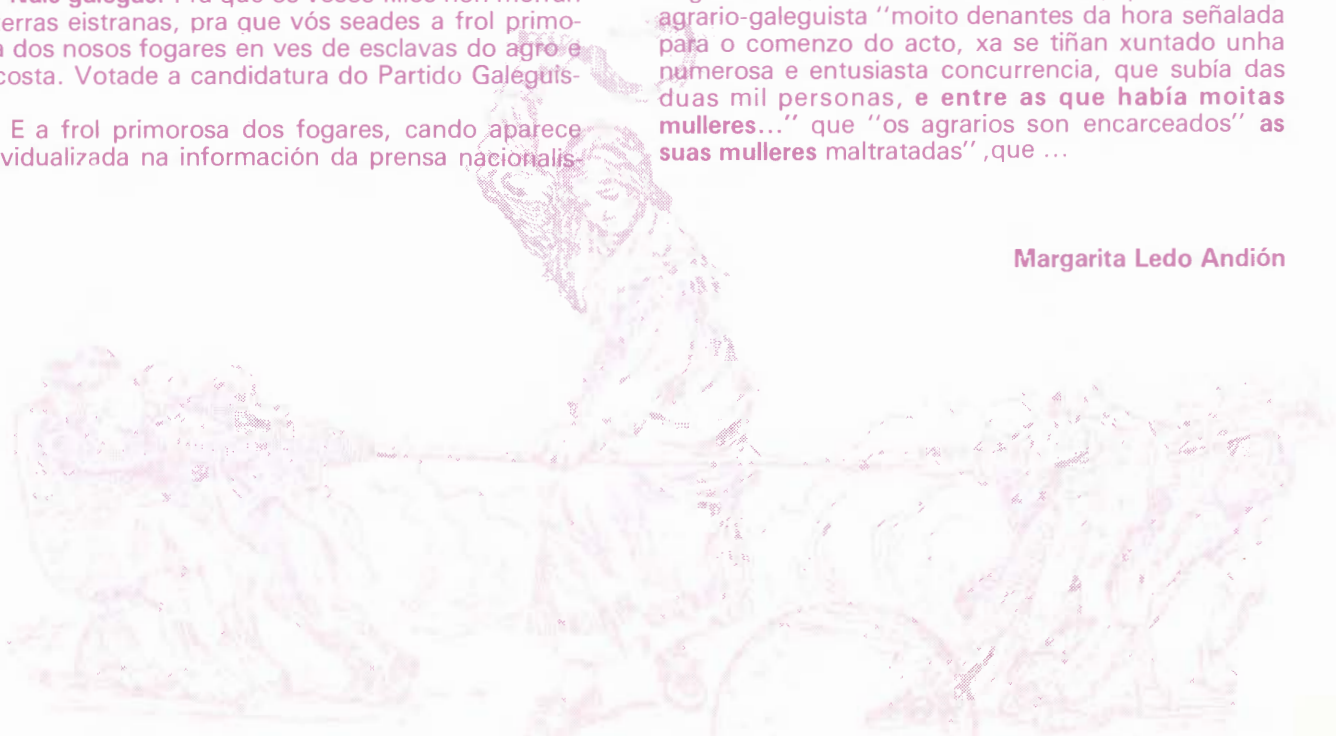 erras eistranas, pra que vós seades a frol primo-
dos nosos fogares en ves de esclavas do agro e
costa. Votade a candidatura do Partido Galeguis-
E a frol primorosa dos fogares, cando aparece
vidualizada na información da prensa nacionalis-
agrario-galeguista "moito denantes da hora señalada
para o comenzo do acto, xa se tiñan xuntado unha
numerosa e entusiasta concurrencia, que subía das
duas mil personas, e entre as que había moitas
mulleres..." que "os agrarios son encarceados" as
suas mulleres maltratadas", que ...
Margarita Ledo Andión